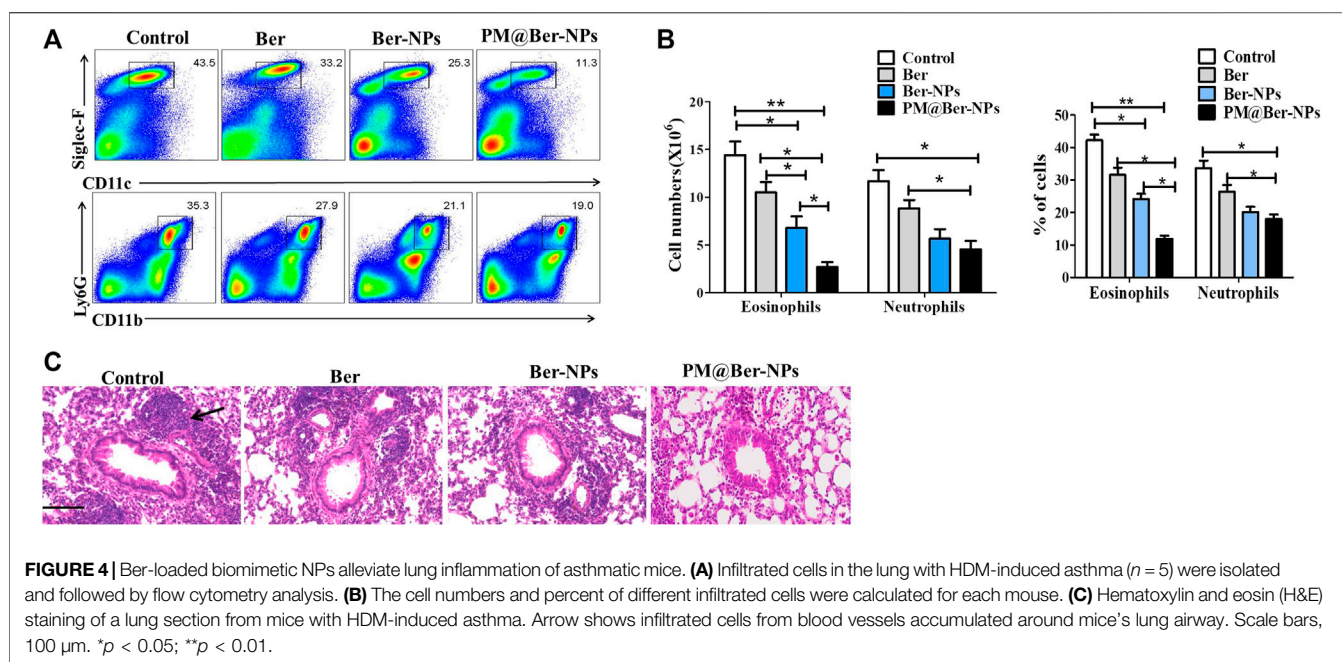 A
Control
Ber
Ber-NPs
PM@Ber-NPs
43.5
33.2
25.3
11.3
Siglec-F
CD11c
35.3
27.9
21.1
19.0
Ly6G
CD11b
B
Control
Ber
Ber-NPs
PM@Ber-NPs
Cell numbers(X10⁶)
20
15
10
5
0
**
*
*
*
*
*
*
Eosinophils
Neutrophils
Control
Ber
Ber-NPs
PM@Ber-NPs
% of cells
50
40
30
20
10
0
**
*
*
*
*
*
Eosinophils
Neutrophils
C
Control
Ber
Ber-NPs
PM@Ber-NPs
FIGURE 4 | Ber-loaded biomimetic NPs alleviate lung inflammation of asthmatic mice. (A) Infiltrated cells in the lung with HDM-induced asthma (n = 5) were isolated
and followed by flow cytometry analysis. (B) The cell numbers and percent of different infiltrated cells were calculated for each mouse. (C) Hematoxylin and eosin (H&E)
staining of a lung section from mice with HDM-induced asthma. Arrow shows infiltrated cells from blood vessels accumulated around mice's lung airway. Scale bars,
100 μm. *p < 0.05; **p < 0.01.